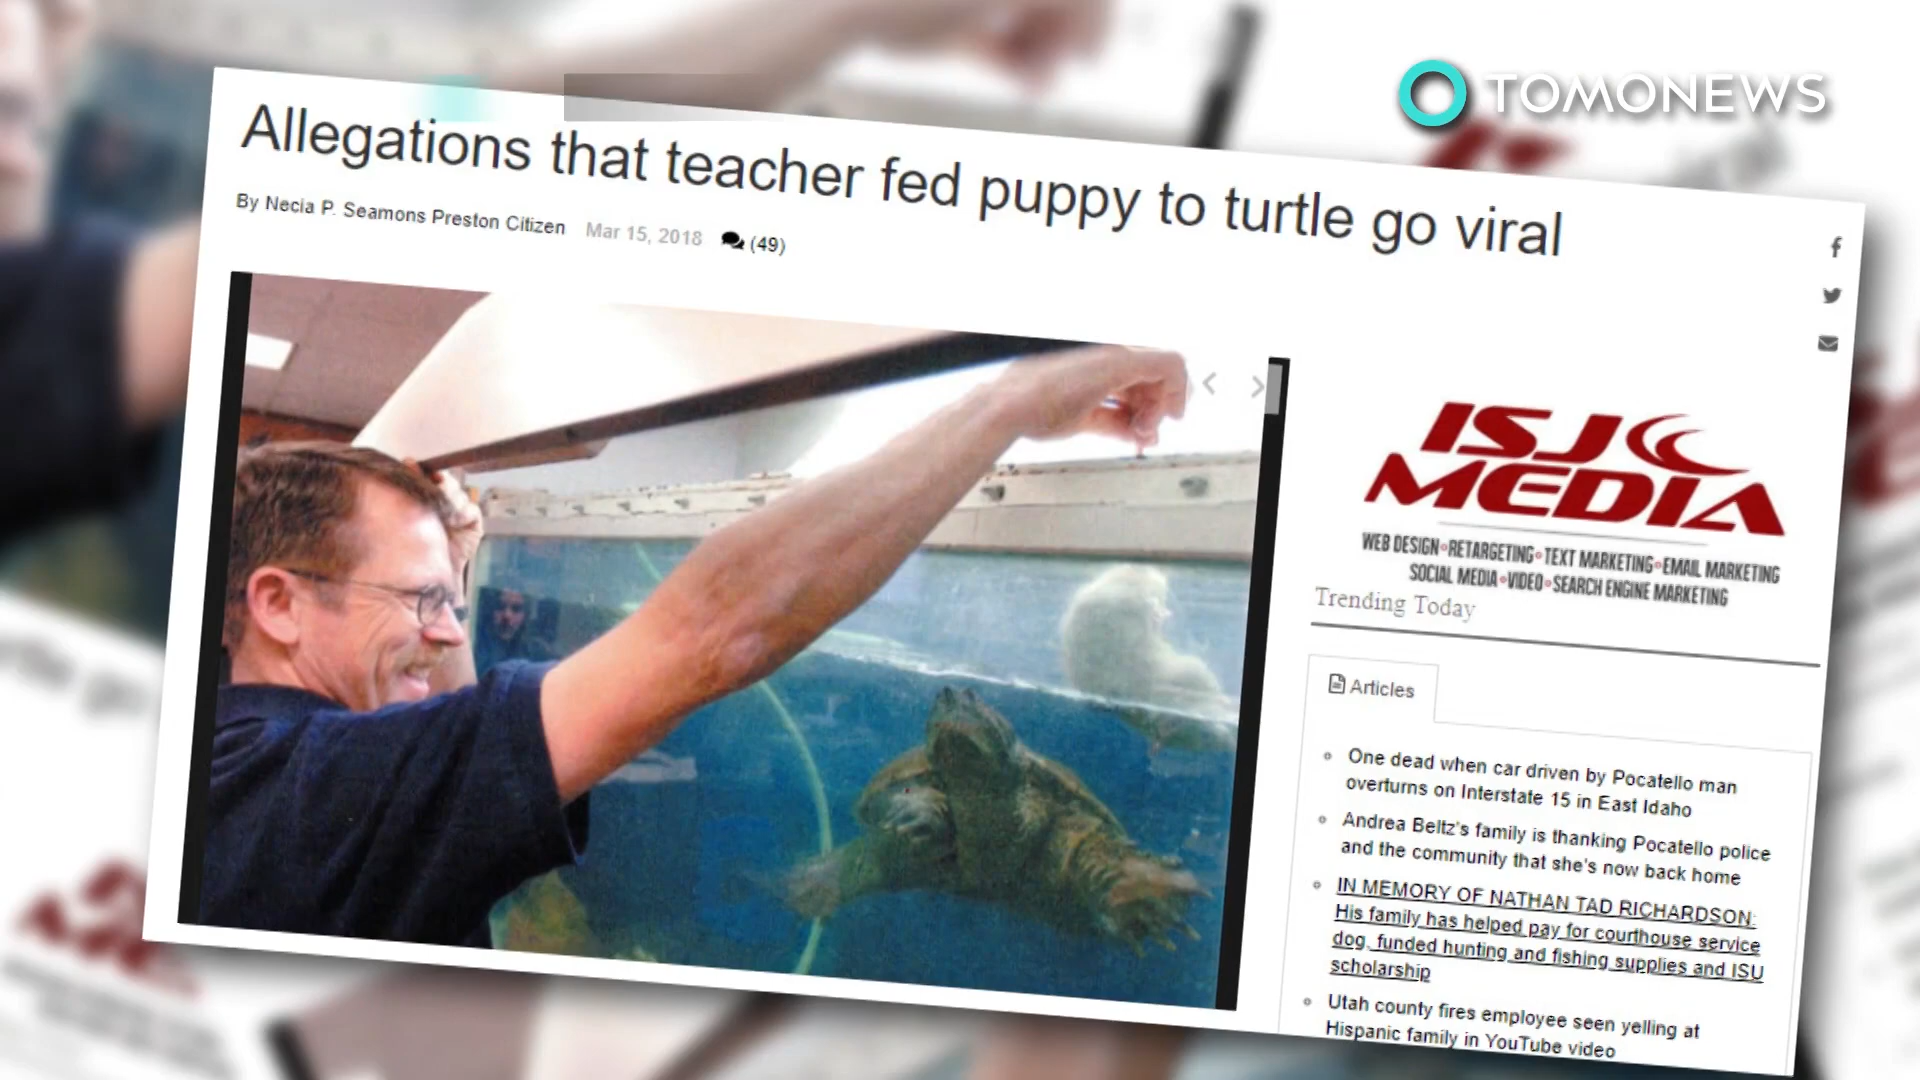 TOMONEWS
Allegations that teacher fed puppy to turtle go viral
By Necia P. Seamons Preston Citizen Mar 15, 2018 (49)
ISJ
MEDIA
WEB DESIGN•RETARGETING•TEXT MARKETING•EMAIL MARKETING
SOCIAL MEDIA•VIDEO•SEARCH ENGINE MARKETING
Trending Today
Articles
One dead when car driven by Pocatello man
overturns on Interstate 15 in East Idaho
Andrea Beltz's family is thanking Pocatello police
and the community that she's now back home
IN MEMORY OF NATHAN TAD RICHARDSON:
His family has helped pay for courthouse service
dog, funded hunting and fishing supplies and ISU
scholarship
Utah county fires employee seen yelling at
Hispanic family in YouTube video